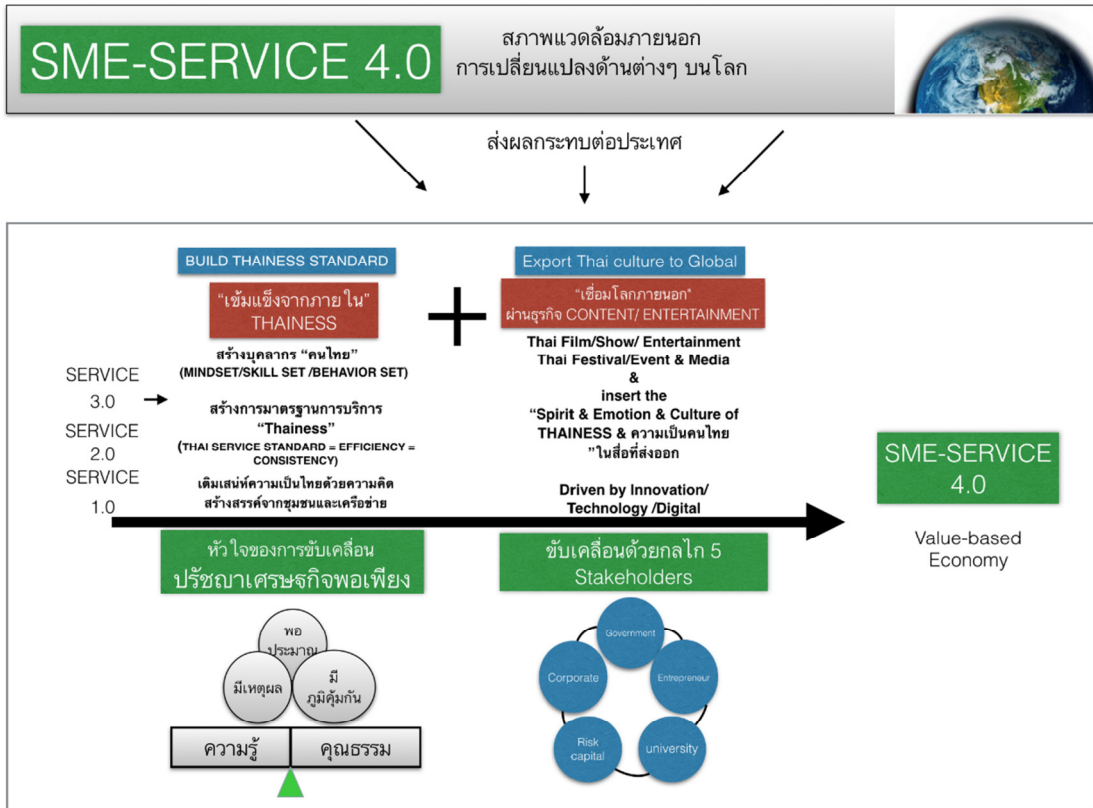 SME-SERVICE 4.0
สภาพแวดล้อมภายนอก
การเปลี่ยนแปลงด้านต่างๆ บนโลก
ส่งผลกระทบต่อประเทศ
BUILD THAINESS STANDARD
"เข้มแข็งจากภายใน"
THAINESS
สร้างบุคลากร "คนไทย"
(MINDSET/SKILL SET /BEHAVIOR SET)
สร้างการมาตรฐานการบริการ
"Thainess"
(THAI SERVICE STANDARD = EFFICIENCY =
CONSISTENCY)
เติมเสน่ห์ความเป็นไทยด้วยความคิด
สร้างสรรค์จากชุมชนและเครือข่าย
Export Thai culture to Global
"เชื่อมโลกภายนอก"
ผ่านธุรกิจ CONTENT/ ENTERTAINMENT
Thai Film/Show/ Entertainment
Thai Festival/Event & Media
&
insert the
"Spirit & Emotion & Culture of
THAINESS & ความเป็นคนไทย
"ในสื่อที่ส่งออก
Driven by Innovation/
Technology /Digital
SERVICE
3.0
SERVICE
2.0
SERVICE
1.0
SME-SERVICE
4.0
Value-based
Economy
หัวใจของการขับเคลื่อน
ปรัชญาเศรษฐกิจพอเพียง
พอ
ประมาณ
มีเหตุผล
มี
ภูมิคุ้มกัน
ความรู้
คุณธรรม
ขับเคลื่อนด้วยกลไก 5
Stakeholders
Government
Corporate
Entrepreneur
Risk
capital
university